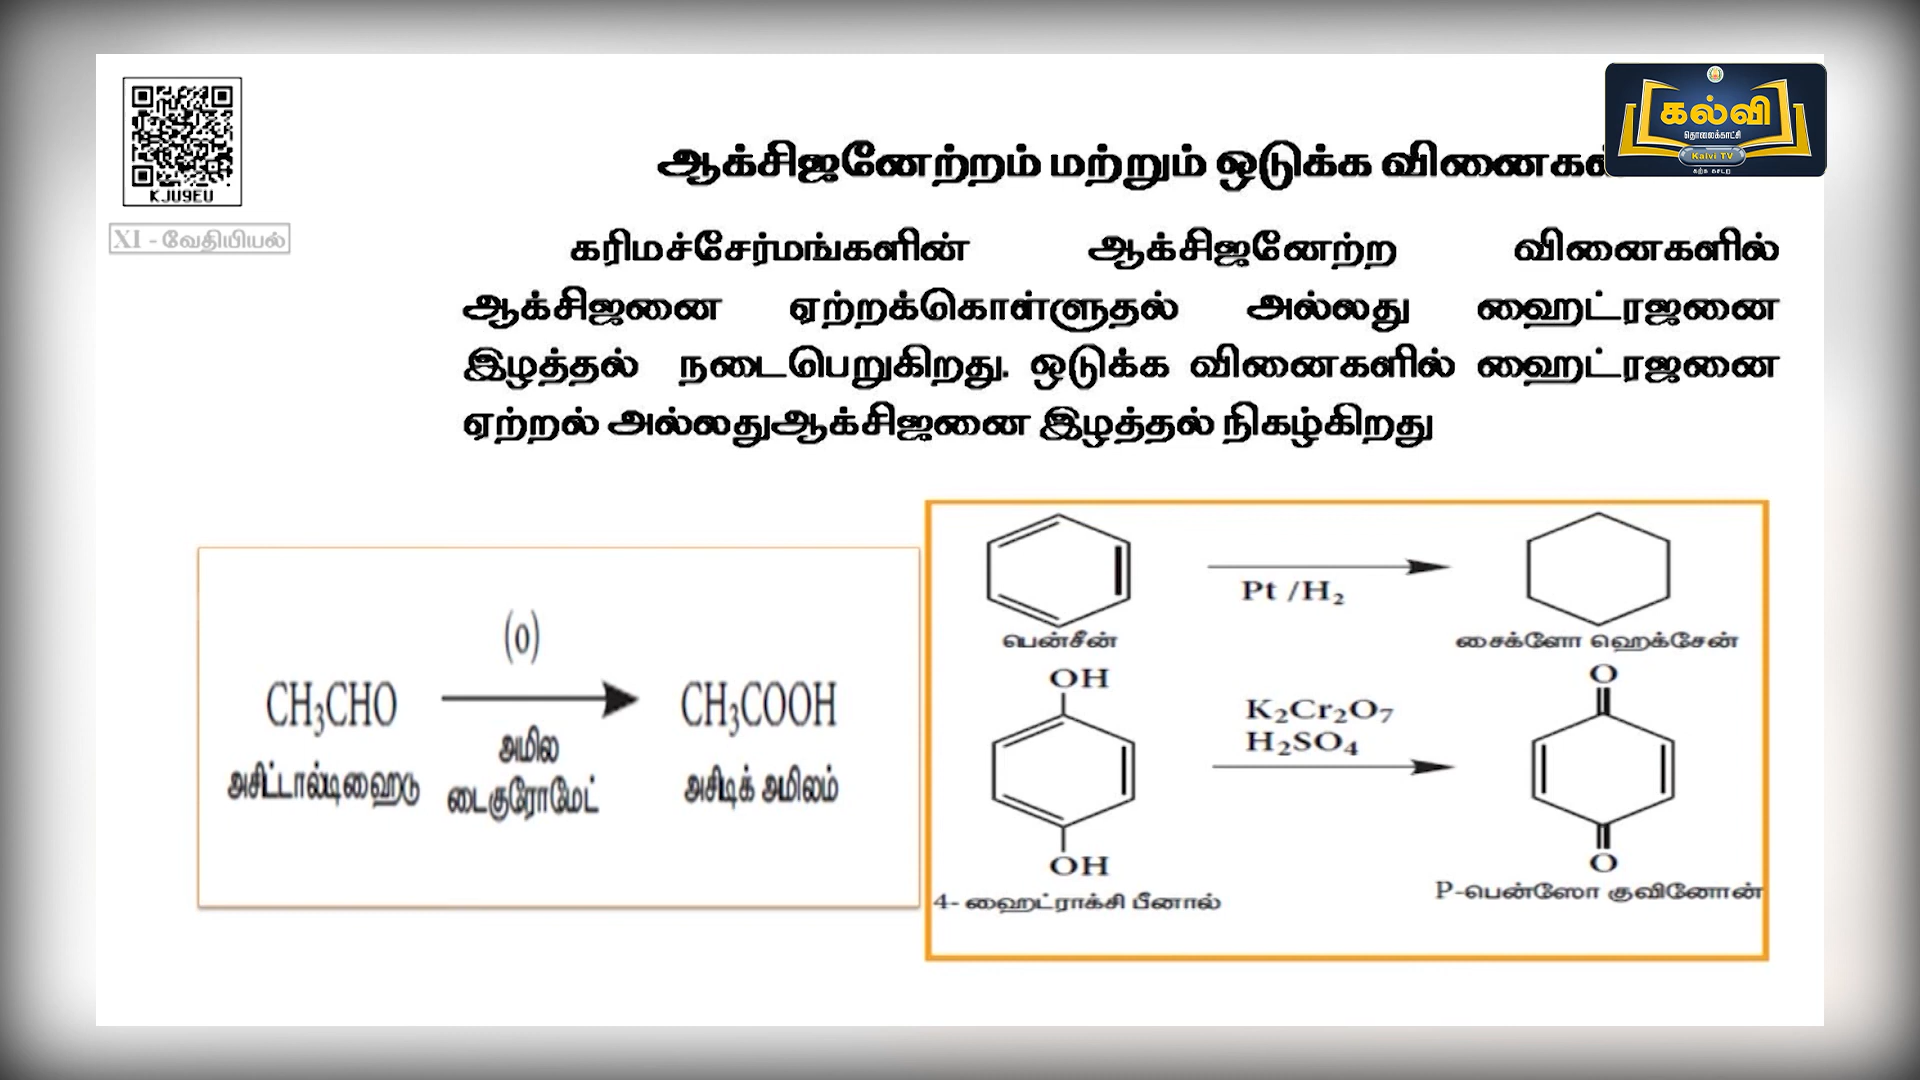 கல்வி
தொலைக்காட்சி
Kalvi TV
KJU9EU
XI - வேதியியல்
ஆக்சிஜனேற்றம் மற்றும் ஒடுக்க
கரிமச்சேர்மங்களின் ஆக்சிஜனேற்ற வினைகளில்
ஆக்சிஜனை ஏற்றக்கொள்ளுதல் அல்லது ஹைட்ரஜனை
இழத்தல் நடைபெறுகிறது. ஒடுக்க வினைகளில் ஹைட்ரஜனை
ஏற்றல் அல்லதுஆக்சிஜனை இழத்தல் நிகழ்கிறது
(o)
CH₃CHO CH₃COOH
அமில
அசிட்டால்டிஹைடு டைகுரோமேட் அசிடிக் அமிலம்
Pt /H₂
பென்சீன் சைக்ளோ ஹெக்சேன்
OH O
K₂Cr₂O₇
H₂SO₄
OH O
4- ஹைட்ராக்சி பீனால் P-பென்ஸோ குவினோன்